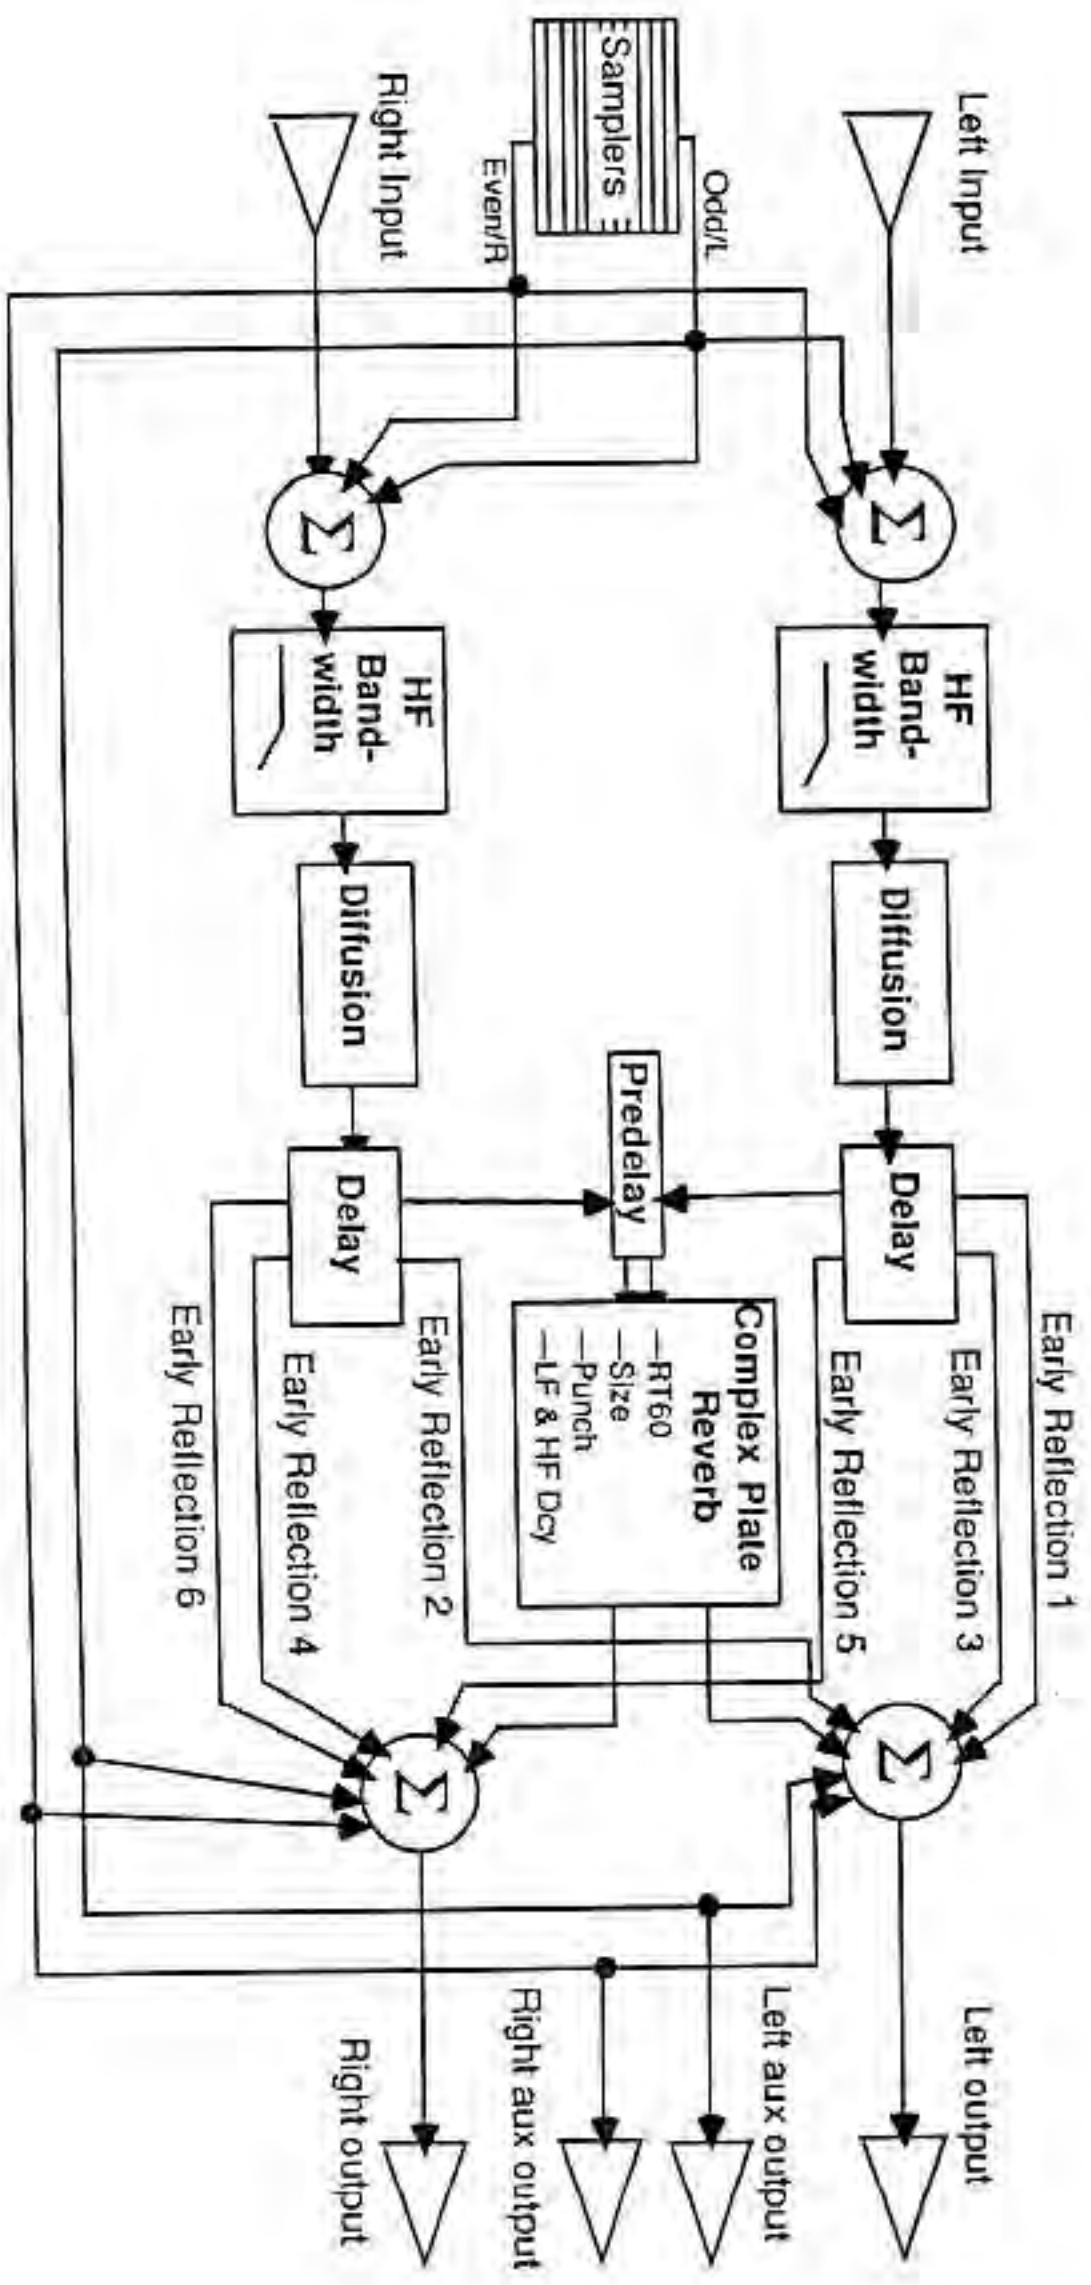 Left Input
Odd/L
Samplers
Even/R
Right Input
Σ
Σ
HF
Band-
width
HF
Band-
width
Diffusion
Diffusion
Delay
Predelay
Delay
Early Reflection 1
Early Reflection 3
Early Reflection 5
Complex Plate
Reverb
—RT60
—Size
—Punch
—LF & HF Dcy
Early Reflection 2
Early Reflection 4
Early Reflection 6
Σ
Σ
Left output
Left aux output
Right aux output
Right output